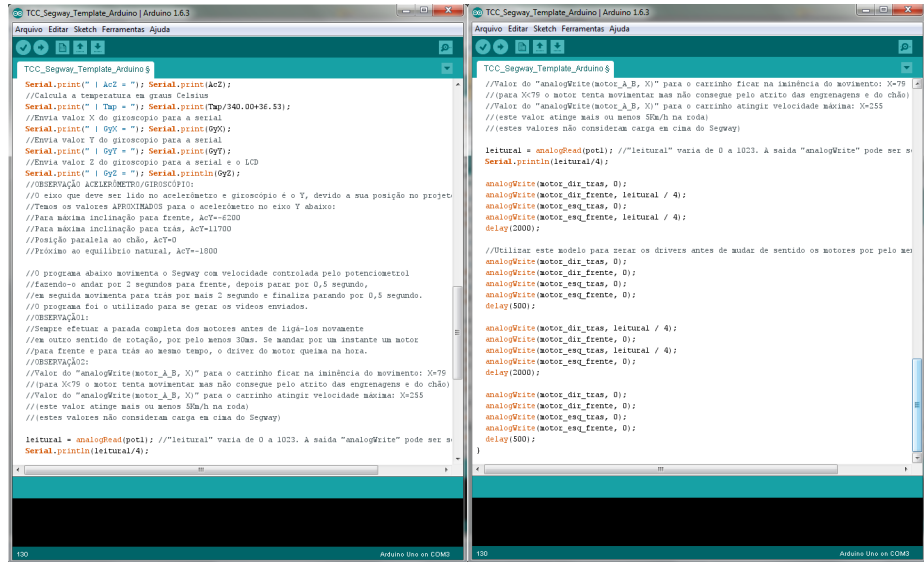 TCC_Segway_Template_Arduino | Arduino 1.6.3
Arquivo Editar Sketch Ferramentas Ajuda
TCC_Segway_Template_Arduino §
Serial.print(" | AcZ = "); Serial.print(AcZ);
//Calcula a temperatura em graus Celsius
Serial.print(" | Tmp = "); Serial.print(Tmp/340.00+36.53);
//Envia valor X do giroscopio para a serial
Serial.print(" | GyX = "); Serial.print(GyX);
//Envia valor Y do giroscopio para a serial
Serial.print(" | GyY = "); Serial.print(GyY);
//Envia valor Z do giroscopio para a serial e o LCD
Serial.print(" | GyZ = "); Serial.println(GyZ);
//OBSERVAÇÃO ACELERÔMETRO/GIROSCÓPIO:
//O eixo que deve ser lido no acelerômetro e giroscópio é o Y, devido a sua posição no projeto
//Temos os valores APROXIMADOS para o acelerômetro no eixo Y abaixo:
//Para máxima inclinação para frente, AcY=-6200
//Para máxima inclinação para trás, AcY=11700
//Posição paralela ao chão, AcY=0
//Próximo ao equilibrio natural, AcY=-1800
//O programa abaixo movimenta o Segway com velocidade controlada pelo potenciometro1
//fazendo-o andar por 2 segundos para frente, depois parar por 0,5 segundo,
//em seguida movimenta para trás por mais 2 segundo e finaliza parando por 0,5 segundo.
//O programa foi o utilizado para se gerar os videos enviados.
//OBSERVAÇÃO1:
//Sempre efetuar a parada completa dos motores antes de ligá-los novamente
//em outro sentido de rotação, por pelo menos 30ms. Se mandar por um instante um motor
//para frente e para trás ao mesmo tempo, o driver do motor queima na hora.
//OBSERVAÇÃO2:
//Valor do "analogWrite(motor_A_B, X)" para o carrinho ficar na iminência do movimento: X=79
//(para X<79 o motor tenta movimentar mas não consegue pelo atrito das engrenagens e do chão)
//Valor do "analogWrite(motor_A_B, X)" para o carrinho atingir velocidade máxima: X=255
//(este valor atinge mais ou menos 5Km/h na roda)
//(estes valores não consideram carga em cima do Segway)
leitura1 = analogRead(pot1); //"leitura1" varia de 0 a 1023. A saida "analogWrite" pode ser s
Serial.println(leitura1/4);
130
Arduino Uno on COM3
TCC_Segway_Template_Arduino | Arduino 1.6.3
Arquivo Editar Sketch Ferramentas Ajuda
TCC_Segway_Template_Arduino §
//Valor do "analogWrite(motor_A_B, X)" para o carrinho ficar na iminência do movimento: X=79
//(para X<79 o motor tenta movimentar mas não consegue pelo atrito das engrenagens e do chão)
//Valor do "analogWrite(motor_A_B, X)" para o carrinho atingir velocidade máxima: X=255
//(este valor atinge mais ou menos 5Km/h na roda)
//(estes valores não consideram carga em cima do Segway)
leitura1 = analogRead(pot1); //"leitura1" varia de 0 a 1023. A saida "analogWrite" pode ser s
Serial.println(leitura1/4);
analogWrite(motor_dir_tras, 0);
analogWrite(motor_dir_frente, leitura1 / 4);
analogWrite(motor_esq_tras, 0);
analogWrite(motor_esq_frente, leitura1 / 4);
delay(2000);
//Utilizar este modelo para zerar os drivers antes de mudar de sentido os motores por pelo me
analogWrite(motor_dir_tras, 0);
analogWrite(motor_dir_frente, 0);
analogWrite(motor_esq_tras, 0);
analogWrite(motor_esq_frente, 0);
delay(500);
analogWrite(motor_dir_tras, leitura1 / 4);
analogWrite(motor_dir_frente, 0);
analogWrite(motor_esq_tras, leitura1 / 4);
analogWrite(motor_esq_frente, 0);
delay(2000);
analogWrite(motor_dir_tras, 0);
analogWrite(motor_dir_frente, 0);
analogWrite(motor_esq_tras, 0);
analogWrite(motor_esq_frente, 0);
delay(500);
}
130
Arduino Uno on COM3